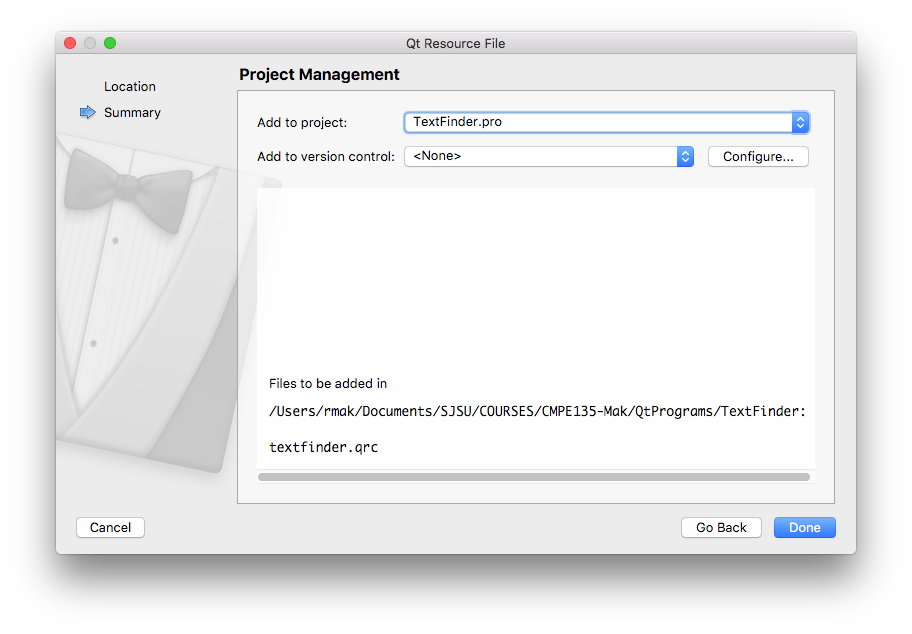 Qt Resource File
Location
Summary
Project Management
Add to project: TextFinder.pro
Add to version control: <None> Configure...
Files to be added in
/Users/rmak/Documents/SJSU/COURSES/CMPE135-Mak/QtPrograms/TextFinder:
textfinder.qrc
Cancel Go Back Done